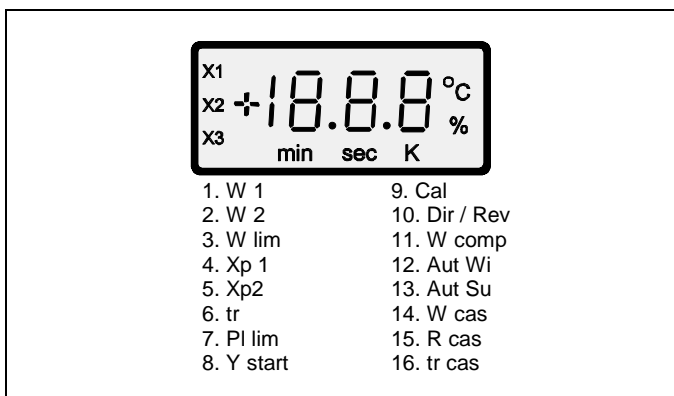 X1
X2 +18.8.8 °C
X3 %
min sec K
1. W 1
2. W 2
3. W lim
4. Xp 1
5. Xp2
6. tr
7. Pl lim
8. Y start
9. Cal
10. Dir / Rev
11. W comp
12. Aut Wi
13. Aut Su
14. W cas
15. R cas
16. tr cas